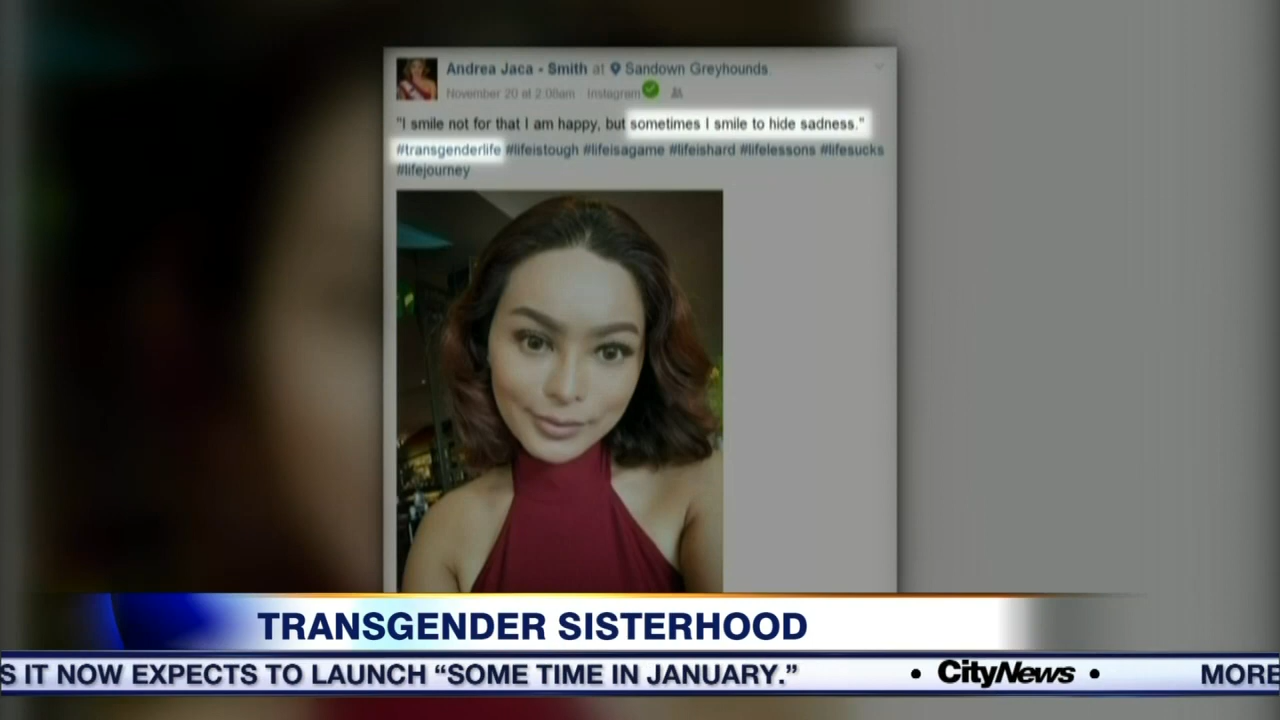 Andrea Jaca - Smith at Sandown Greyhounds.
November 20 at 2:08am · Instagram
"I smile not for that I am happy, but sometimes I smile to hide sadness."
#transgenderlife #lifeistough #lifeisagame #lifeishard #lifelessons #lifesucks
#lifejourney
TRANSGENDER SISTERHOOD
S IT NOW EXPECTS TO LAUNCH “SOME TIME IN JANUARY.” • CityNews • MORE